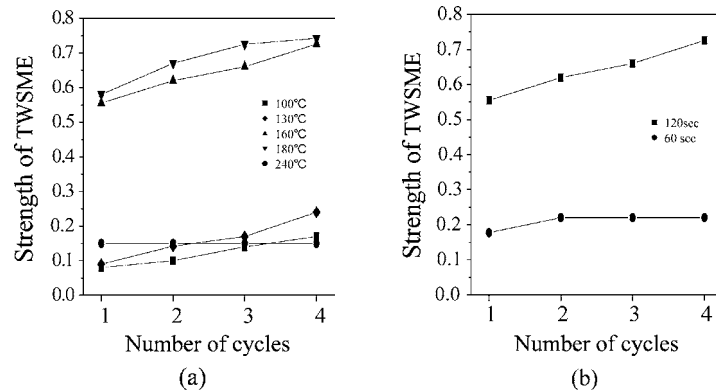 0.8
0.7
0.6
0.5
0.4
0.3
0.2
0.1
0.0
Strength of TWSME
100℃
130℃
160℃
180℃
240℃
1 2 3 4
Number of cycles
(a)
0.8
0.7
0.6
0.5
0.4
0.3
0.2
0.1
0.0
Strength of TWSME
120sec
60 sec
1 2 3 4
Number of cycles
(b)